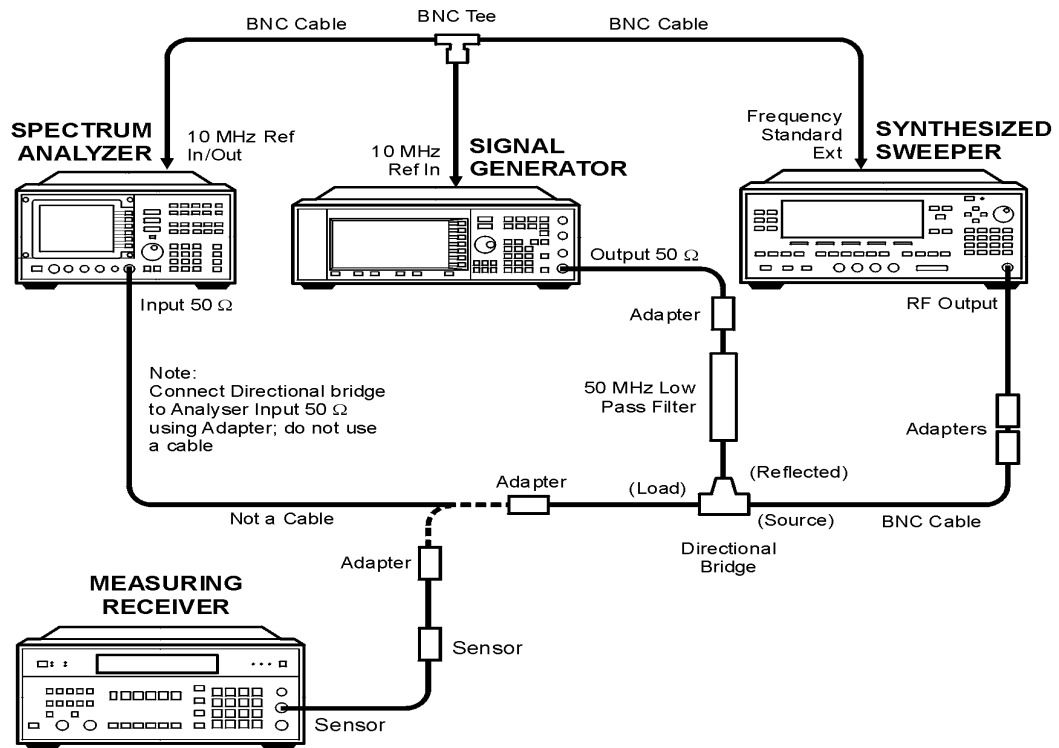 BNC Cable
BNC Tee
BNC Cable
SPECTRUM
ANALYZER
10 MHz Ref
In/Out
10 MHz
Ref In
SIGNAL
GENERATOR
Frequency
Standard
Ext
SYNTHESIZED
SWEEPER
Input 50 Ω
Output 50 Ω
RF Output
Adapter
Note:
Connect Directional bridge
to Analyser Input 50 Ω
using Adapter; do not use
a cable
50 MHz Low
Pass Filter
Adapters
Adapter
(Load)
(Reflected)
Not a Cable
(Source)
BNC Cable
Directional
Bridge
Adapter
MEASURING
RECEIVER
Sensor
Sensor